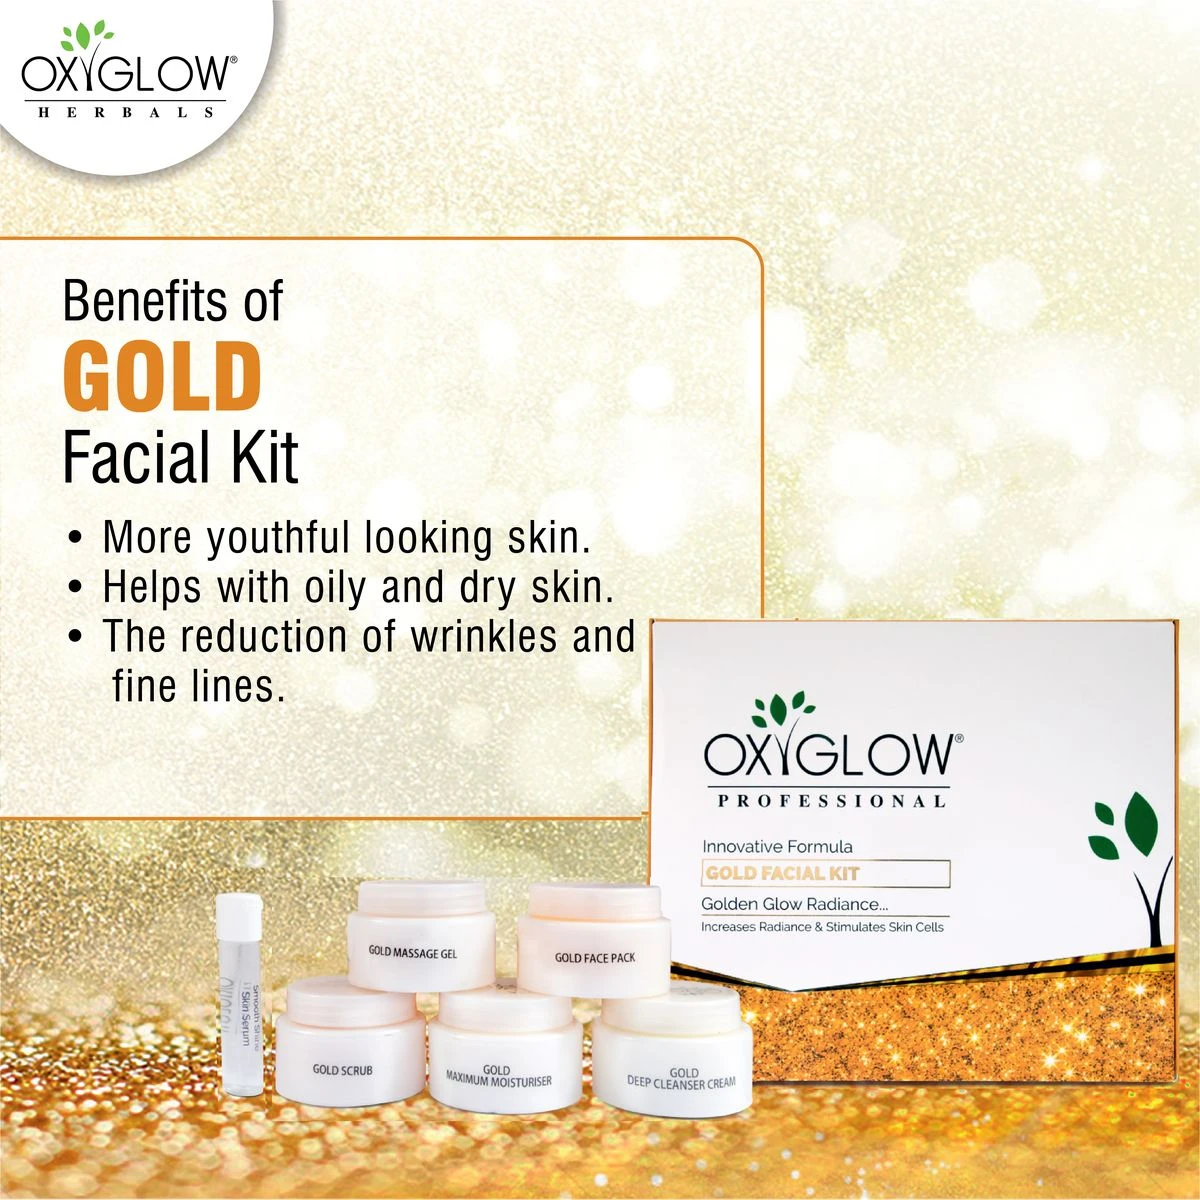 OXYGLOW®
HERBALS
Benefits of
GOLD
Facial Kit
• More youthful looking skin.
• Helps with oily and dry skin.
• The reduction of wrinkles and
fine lines.
OXYGLOW®
PROFESSIONAL
Innovative Formula
GOLD FACIAL KIT
Golden Glow Radiance...
Increases Radiance & Stimulates Skin Cells
GOLD MASSAGE GEL
GOLD FACE PACK
OXYGLOW
Smooth Shine
Skin Serum
GOLD SCRUB
GOLD
MAXIMUM MOISTURISER
GOLD
DEEP CLEANSER CREAM